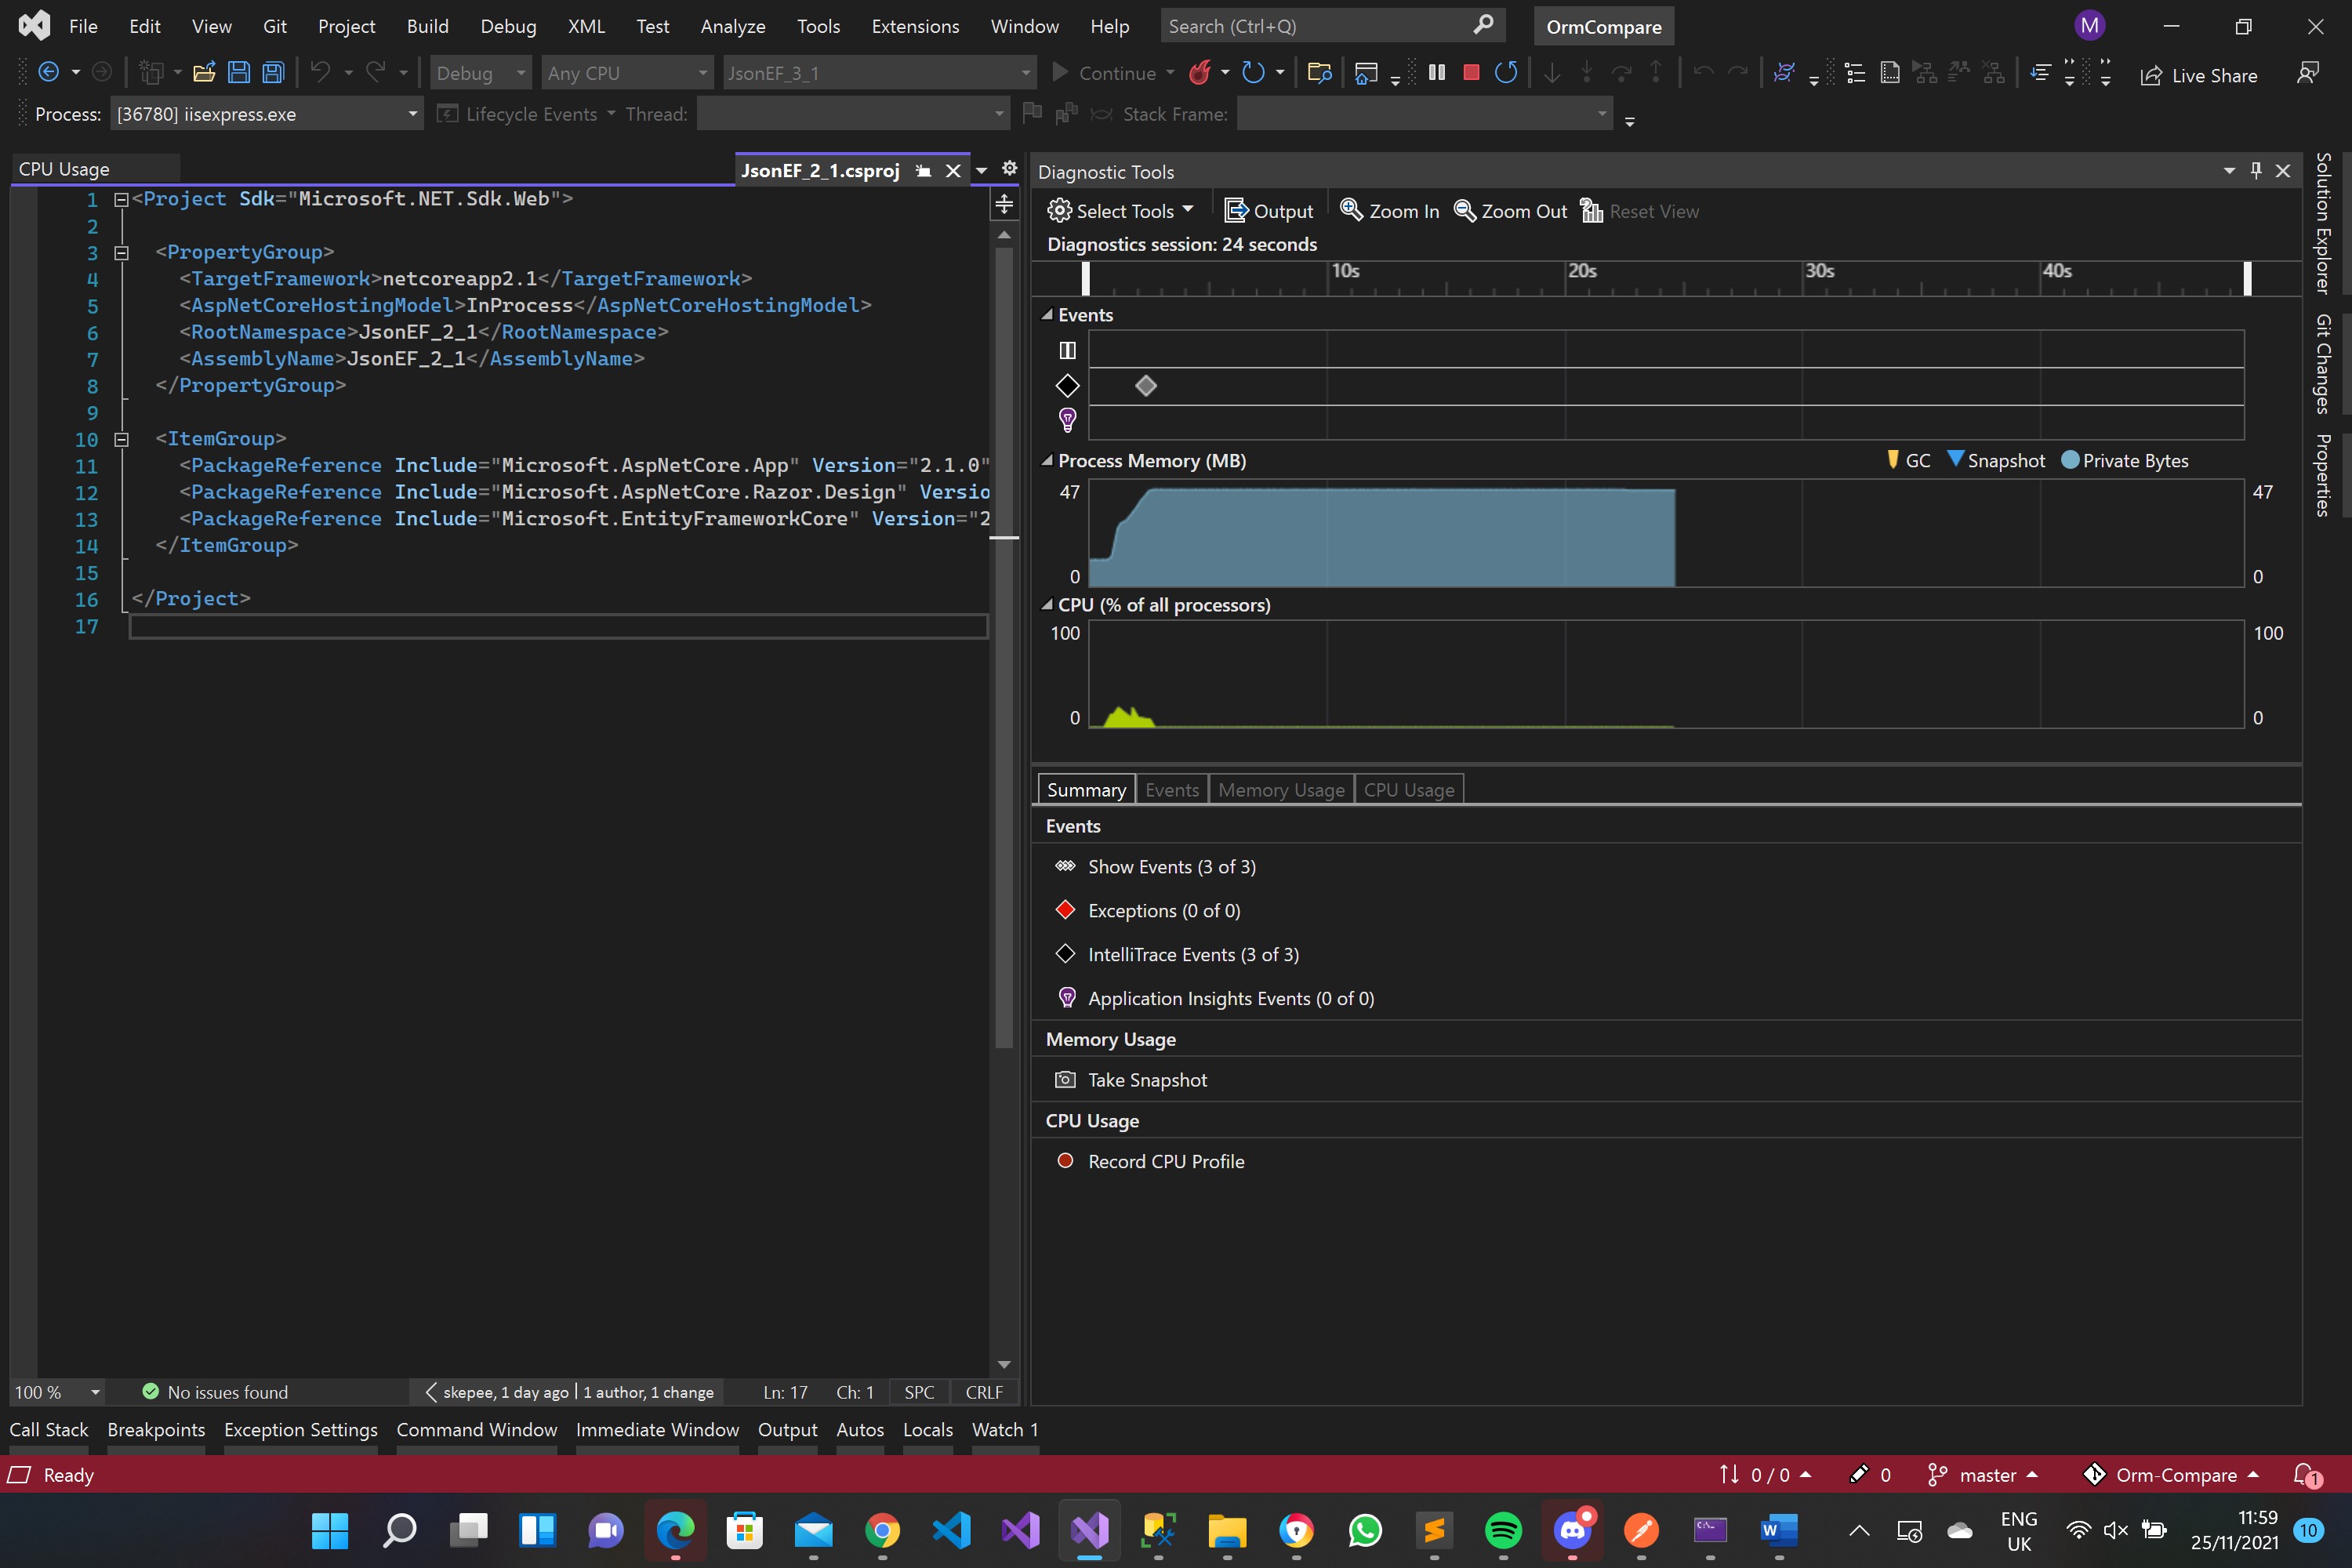 File Edit View Git Project Build Debug XML Test Analyze Tools Extensions Window Help Search (Ctrl+Q) OrmCompare M
Debug Any CPU JsonEF_3_1 Continue Live Share
Process: [36780] iisexpress.exe Lifecycle Events Thread: Stack Frame:
CPU Usage JsonEF_2_1.csproj
1 <Project Sdk="Microsoft.NET.Sdk.Web">
2
3 <PropertyGroup>
4 <TargetFramework>netcoreapp2.1</TargetFramework>
5 <AspNetCoreHostingModel>InProcess</AspNetCoreHostingModel>
6 <RootNamespace>JsonEF_2_1</RootNamespace>
7 <AssemblyName>JsonEF_2_1</AssemblyName>
8 </PropertyGroup>
9
10 <ItemGroup>
11 <PackageReference Include="Microsoft.AspNetCore.App" Version="2.1.0"
12 <PackageReference Include="Microsoft.AspNetCore.Razor.Design" Versio
13 <PackageReference Include="Microsoft.EntityFrameworkCore" Version="2
14 </ItemGroup>
15
16 </Project>
17
100 % No issues found skepee, 1 day ago | 1 author, 1 change Ln: 17 Ch: 1 SPC CRLF
Diagnostic Tools
Select Tools Output Zoom In Zoom Out Reset View
Diagnostics session: 24 seconds
10s 20s 30s 40s
Events
Process Memory (MB) GC Snapshot Private Bytes
47 47
0 0
CPU (% of all processors)
100 100
0 0
Summary Events Memory Usage CPU Usage
Events
Show Events (3 of 3)
Exceptions (0 of 0)
IntelliTrace Events (3 of 3)
Application Insights Events (0 of 0)
Memory Usage
Take Snapshot
CPU Usage
Record CPU Profile
Solution Explorer
Git Changes
Properties
Call Stack Breakpoints Exception Settings Command Window Immediate Window Output Autos Locals Watch 1
Ready 0 / 0 0 master Orm-Compare 1
ENG
UK
11:59
25/11/2021
10